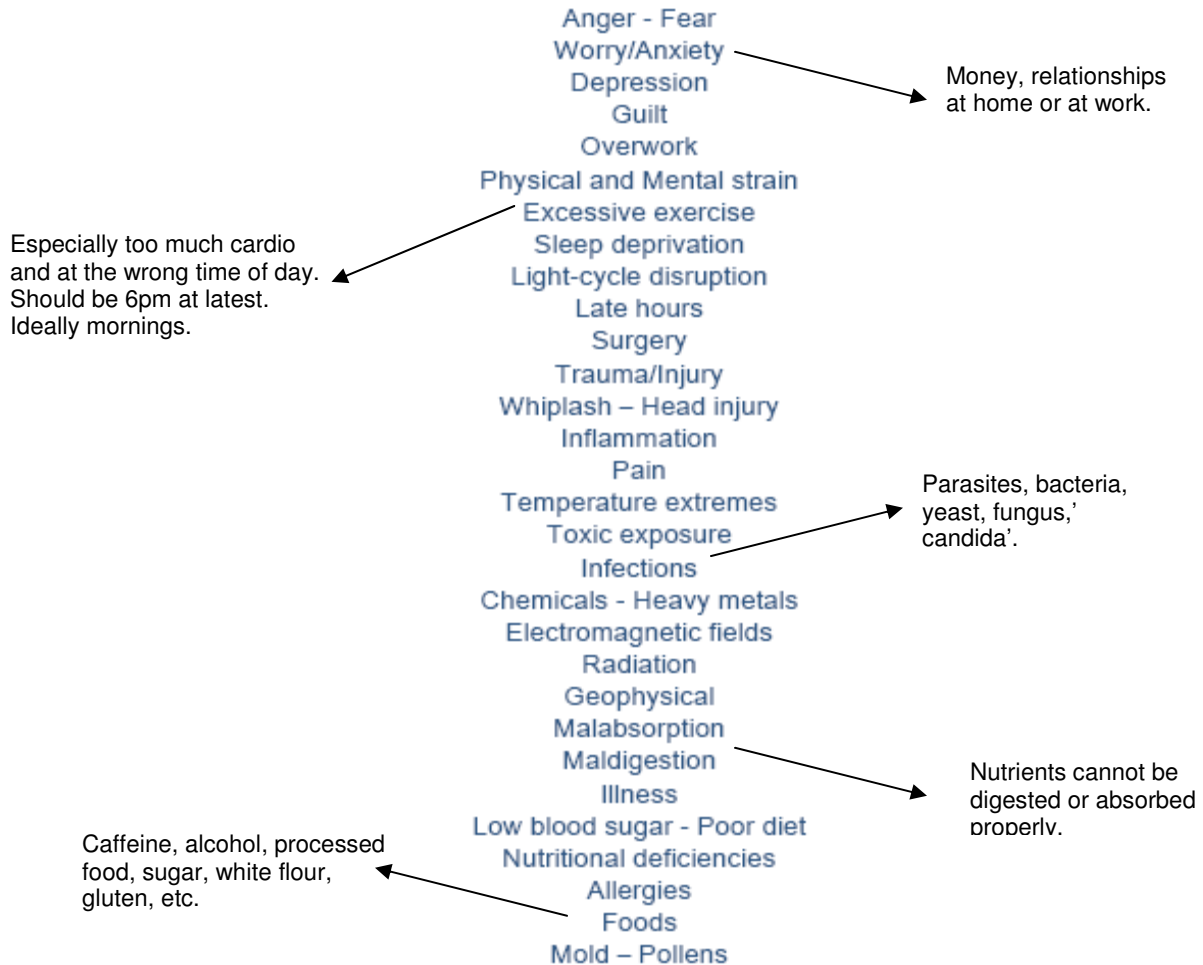 Anger - Fear
Worry/Anxiety
Depression
Guilt
Overwork
Physical and Mental strain
Excessive exercise
Sleep deprivation
Light-cycle disruption
Late hours
Surgery
Trauma/Injury
Whiplash – Head injury
Inflammation
Pain
Temperature extremes
Toxic exposure
Infections
Chemicals - Heavy metals
Electromagnetic fields
Radiation
Geophysical
Malabsorption
Maldigestion
Illness
Low blood sugar - Poor diet
Nutritional deficiencies
Allergies
Foods
Mold – Pollens
Money, relationships
at home or at work.
Especially too much cardio
and at the wrong time of day.
Should be 6pm at latest.
Ideally mornings.
Parasites, bacteria,
yeast, fungus,’
candida’.
Nutrients cannot be
digested or absorbed
properly.
Caffeine, alcohol, processed
food, sugar, white flour,
gluten, etc.